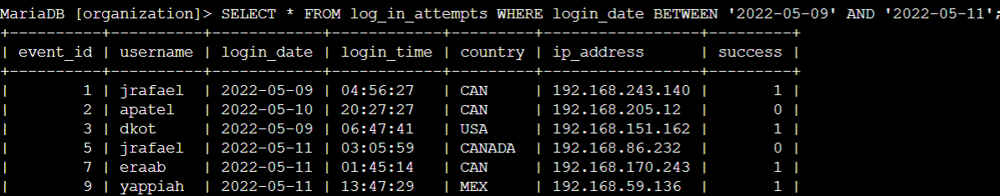 MariaDB [organization]> SELECT * FROM log_in_attempts WHERE login_date BETWEEN '2022-05-09' AND '2022-05-11';
+----------+----------+------------+------------+---------+-----------------+---------+
| event_id | username | login_date | login_time | country | ip_address      | success |
+----------+----------+------------+------------+---------+-----------------+---------+
|        1 | jrafael  | 2022-05-09 | 04:56:27   | CAN     | 192.168.243.140 |       1 |
|        2 | apatel   | 2022-05-10 | 20:27:27   | CAN     | 192.168.205.12  |       0 |
|        3 | dkot     | 2022-05-09 | 06:47:41   | USA     | 192.168.151.162 |       1 |
|        5 | jrafael  | 2022-05-11 | 03:05:59   | CANADA  | 192.168.86.232  |       0 |
|        7 | eraab    | 2022-05-11 | 01:45:14   | CAN     | 192.168.170.243 |       1 |
|        9 | yappiah  | 2022-05-11 | 13:47:29   | MEX     | 192.168.59.136  |       1 |